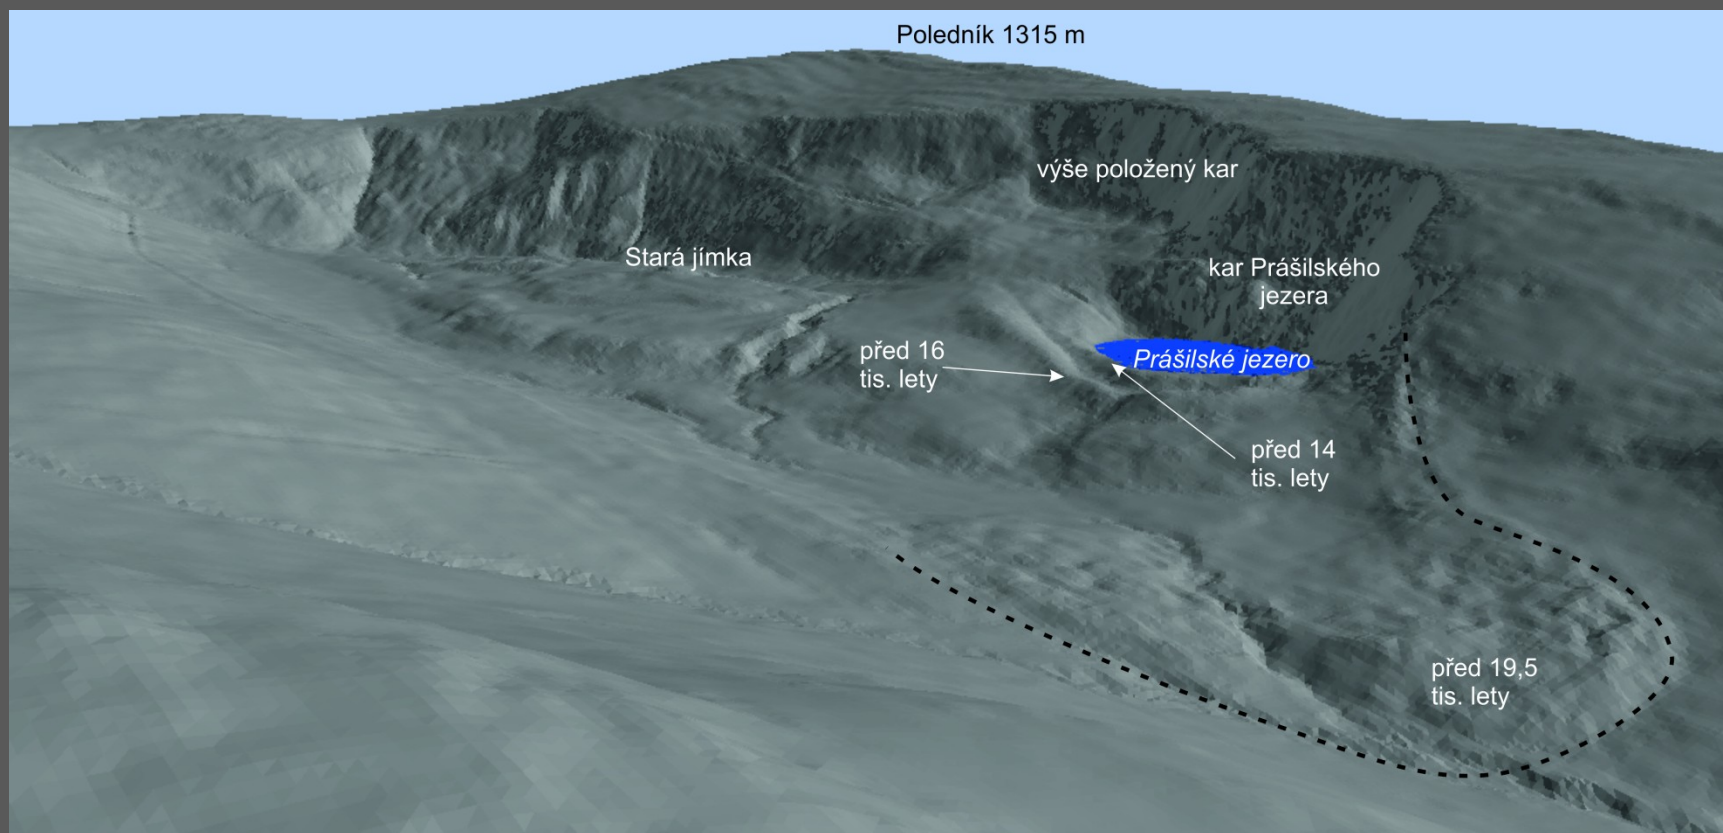 Poledník 1315 m
výše položený kar
Stará jímka
kar Prášilského
jezera
před 16
tis. lety
Prášilské jezero
před 14
tis. lety
před 19,5
tis. lety